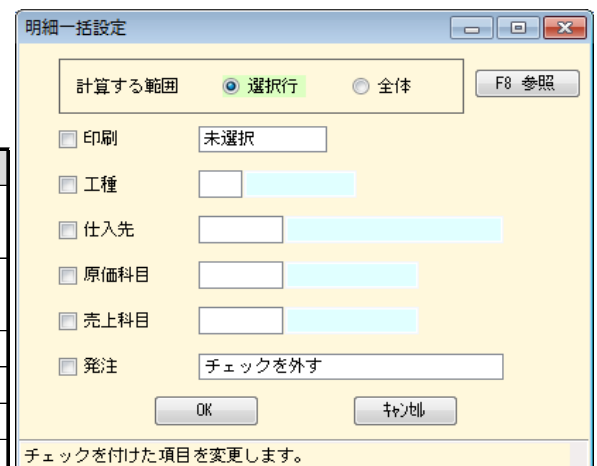 明細一括設定
計算する範囲 選択行 全体 F8 参照
印刷 未選択
工種
仕入先
原価科目
売上科目
発注 チェックを外す
OK ｷｬﾝｾﾙ
チェックを付けた項目を変更します。